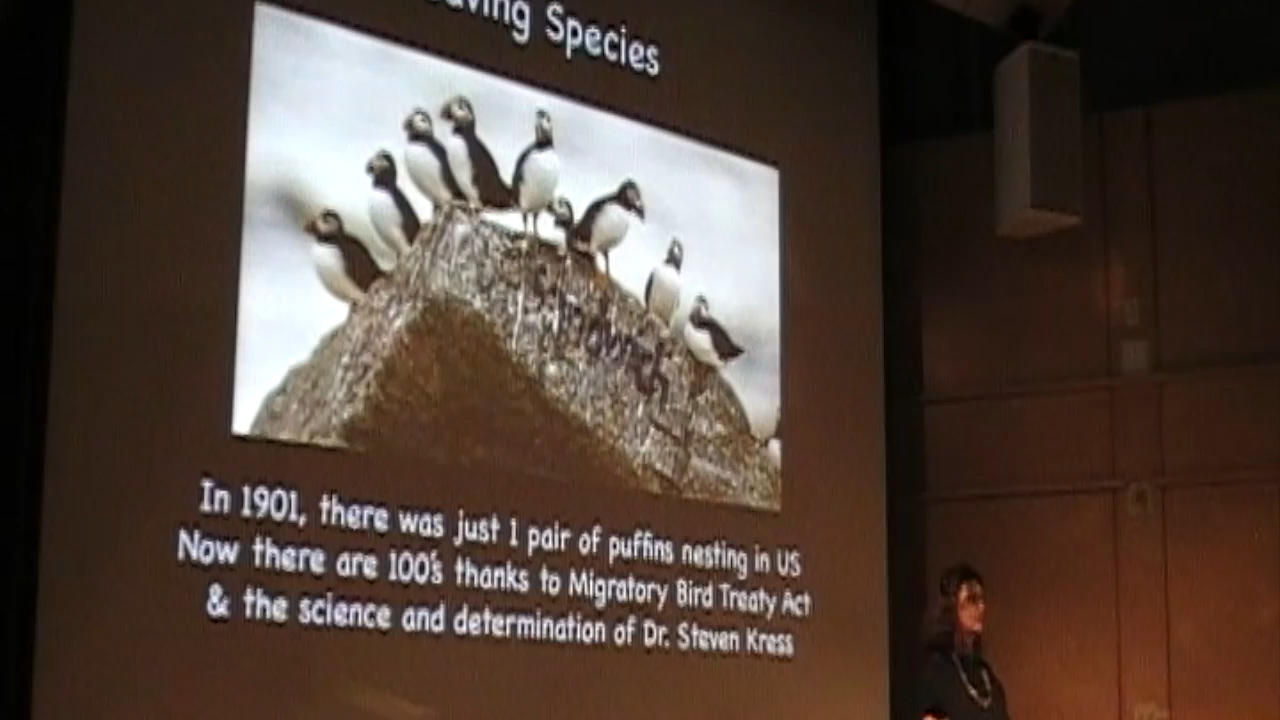 Species
In 1901, there was just 1 pair of puffins nesting in US
Now there are 100's thanks to Migratory Bird Treaty Act
& the science and determination of Dr. Steven Kress